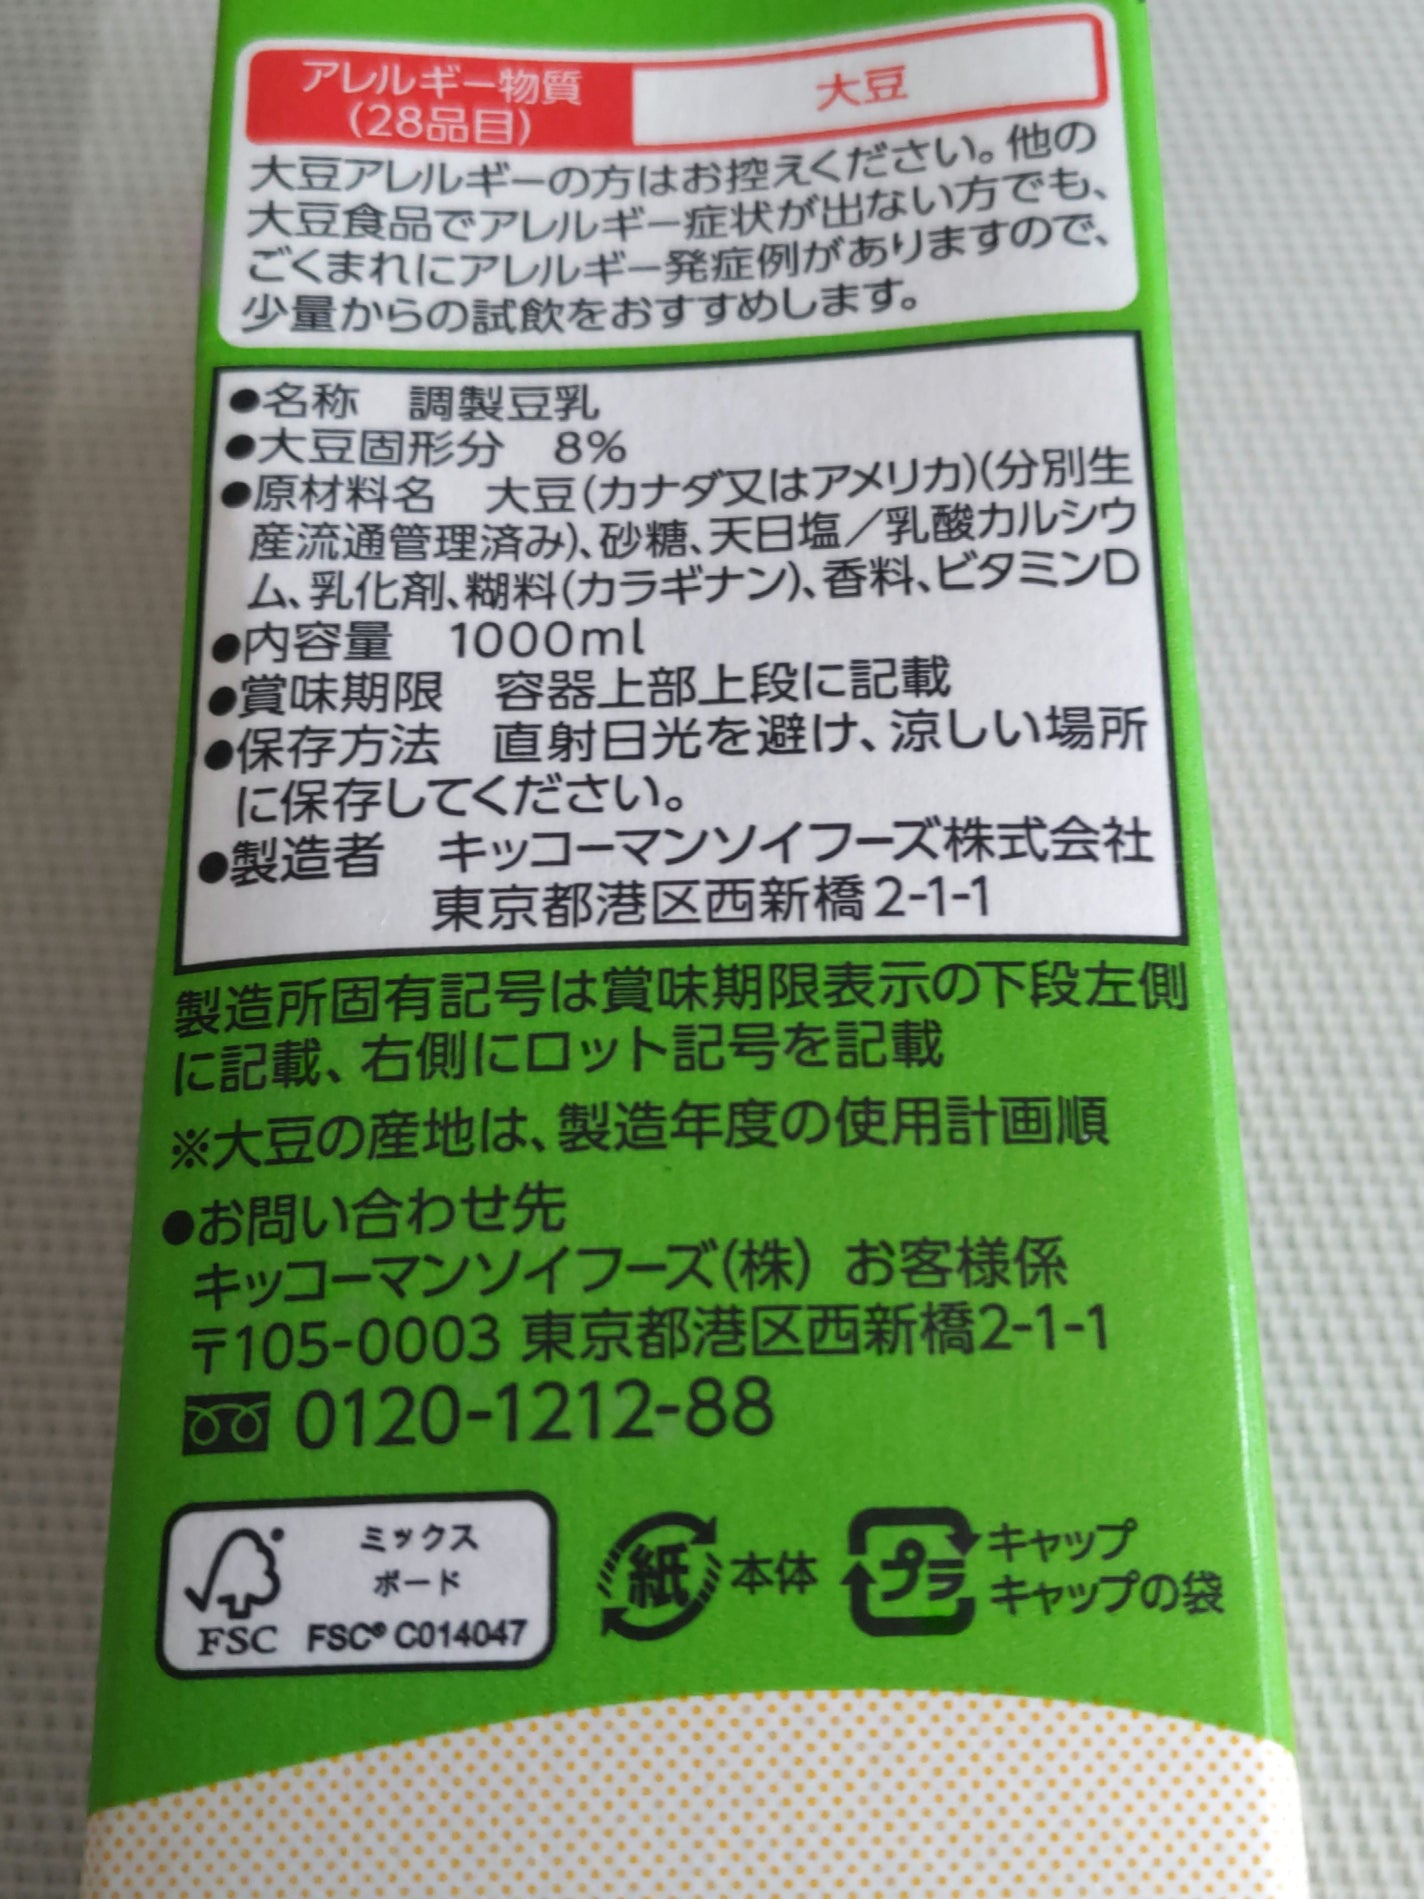 アレルギー物質
(28品目)
大豆
大豆アレルギーの方はお控えください。他の
大豆食品でアレルギー症状が出ない方でも、
ごくまれにアレルギー発症例がありますので、
少量からの試飲をおすすめします。
●名称 調製豆乳
●大豆固形分 8%
●原材料名 大豆(カナダ又はアメリカ)(分別生
産流通管理済み)、砂糖、天日塩／乳酸カルシウ
ム、乳化剤、糊料(カラギナン)、香料、ビタミンD
●内容量 1000ml
●賞味期限 容器上部上段に記載
●保存方法 直射日光を避け、涼しい場所
に保存してください。
●製造者 キッコーマンソイフーズ株式会社
東京都港区西新橋2-1-1
製造所固有記号は賞味期限表示の下段左側
に記載、右側にロット記号を記載
※大豆の産地は、製造年度の使用計画順
●お問い合わせ先
キッコーマンソイフーズ(株) お客様係
〒105-0003 東京都港区西新橋2-1-1
0120-1212-88
ミックス
ボード
FSC FSC® C014047
紙 本体
プラ キャップ
キャップの袋